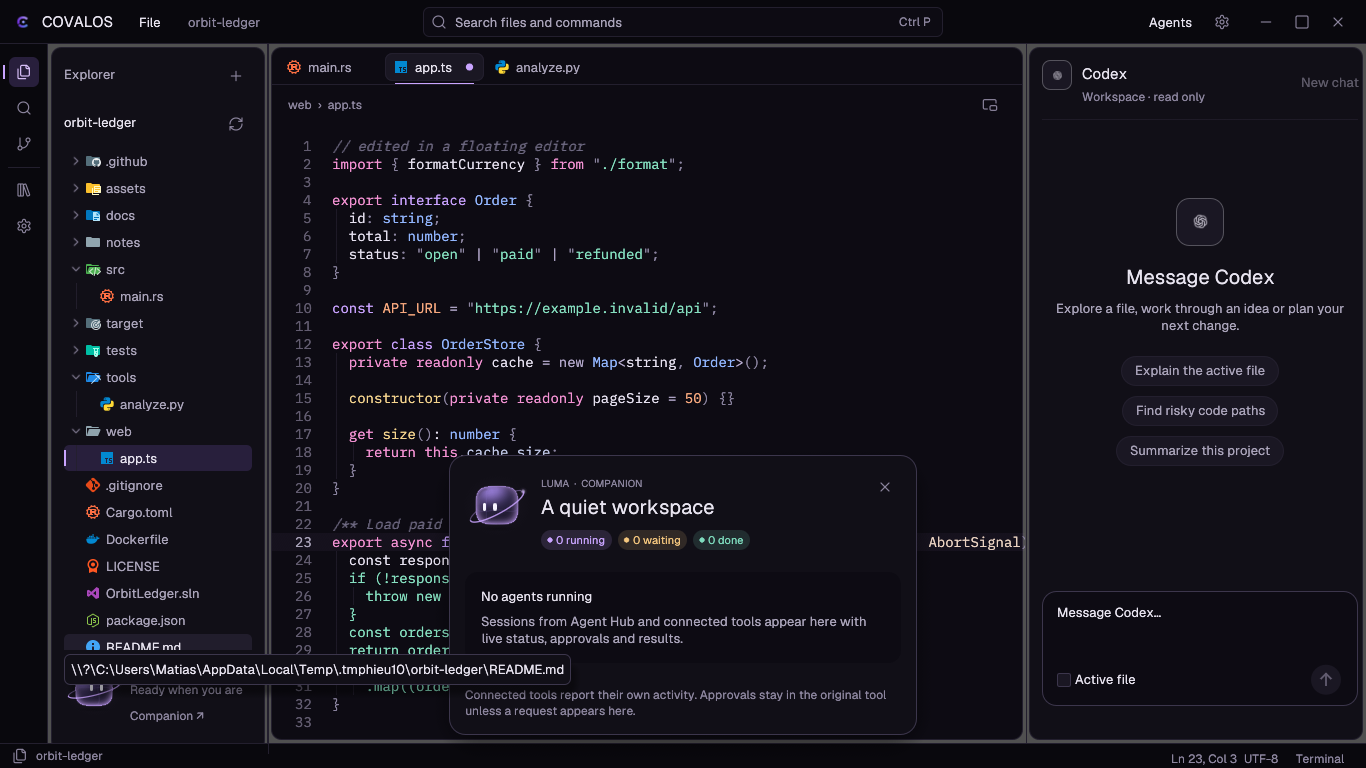 COVALOS
File
orbit-ledger
Search files and commands
Ctrl P
Agents
Explorer
orbit-ledger
.github
assets
docs
notes
src
main.rs
target
tests
tools
analyze.py
web
app.ts
.gitignore
Cargo.toml
Dockerfile
LICENSE
OrbitLedger.sln
package.json
README.md
\\?\C:\Users\Matias\AppData\Local\Temp\.tmphieu10\orbit-ledger\README.md
Ready when you are
Companion ↗
main.rs
app.ts
analyze.py
web › app.ts
1 // edited in a floating editor
2 import { formatCurrency } from "./format";
3
4 export interface Order {
5 id: string;
6 total: number;
7 status: "open" | "paid" | "refunded";
8 }
9
10 const API_URL = "https://example.invalid/api";
11
12 export class OrderStore {
13 private readonly cache = new Map<string, Order>();
14
15 constructor(private readonly pageSize = 50) {}
16
17 get size(): number {
18 return this.cache.size;
19 }
20 }
21
22 /** Load paid
23 export async f AbortSignal)
24 const respon
25 if (!respons
26 throw new
27 }
28 const orders
29 return order
31 .map((orde
32 }
33
LUMA · COMPANION
A quiet workspace
0 running
0 waiting
0 done
No agents running
Sessions from Agent Hub and connected tools appear here with
live status, approvals and results.
Connected tools report their own activity. Approvals stay in the original tool
unless a request appears here.
Codex
Workspace · read only
New chat
Message Codex
Explore a file, work through an idea or plan your
next change.
Explain the active file
Find risky code paths
Summarize this project
Message Codex…
Active file
orbit-ledger
Ln 23, Col 3
UTF-8
Terminal